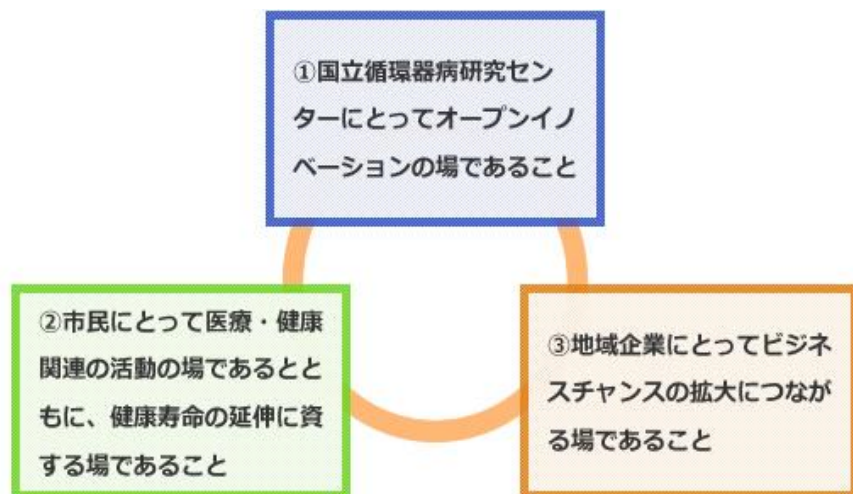 ①国立循環器病研究セン
ターにとってオープンイノ
ベーションの場であること
②市民にとって医療・健康
関連の活動の場であるとと
もに、健康寿命の延伸に資
する場であること
③地域企業にとってビジネ
スチャンスの拡大につなが
る場であること